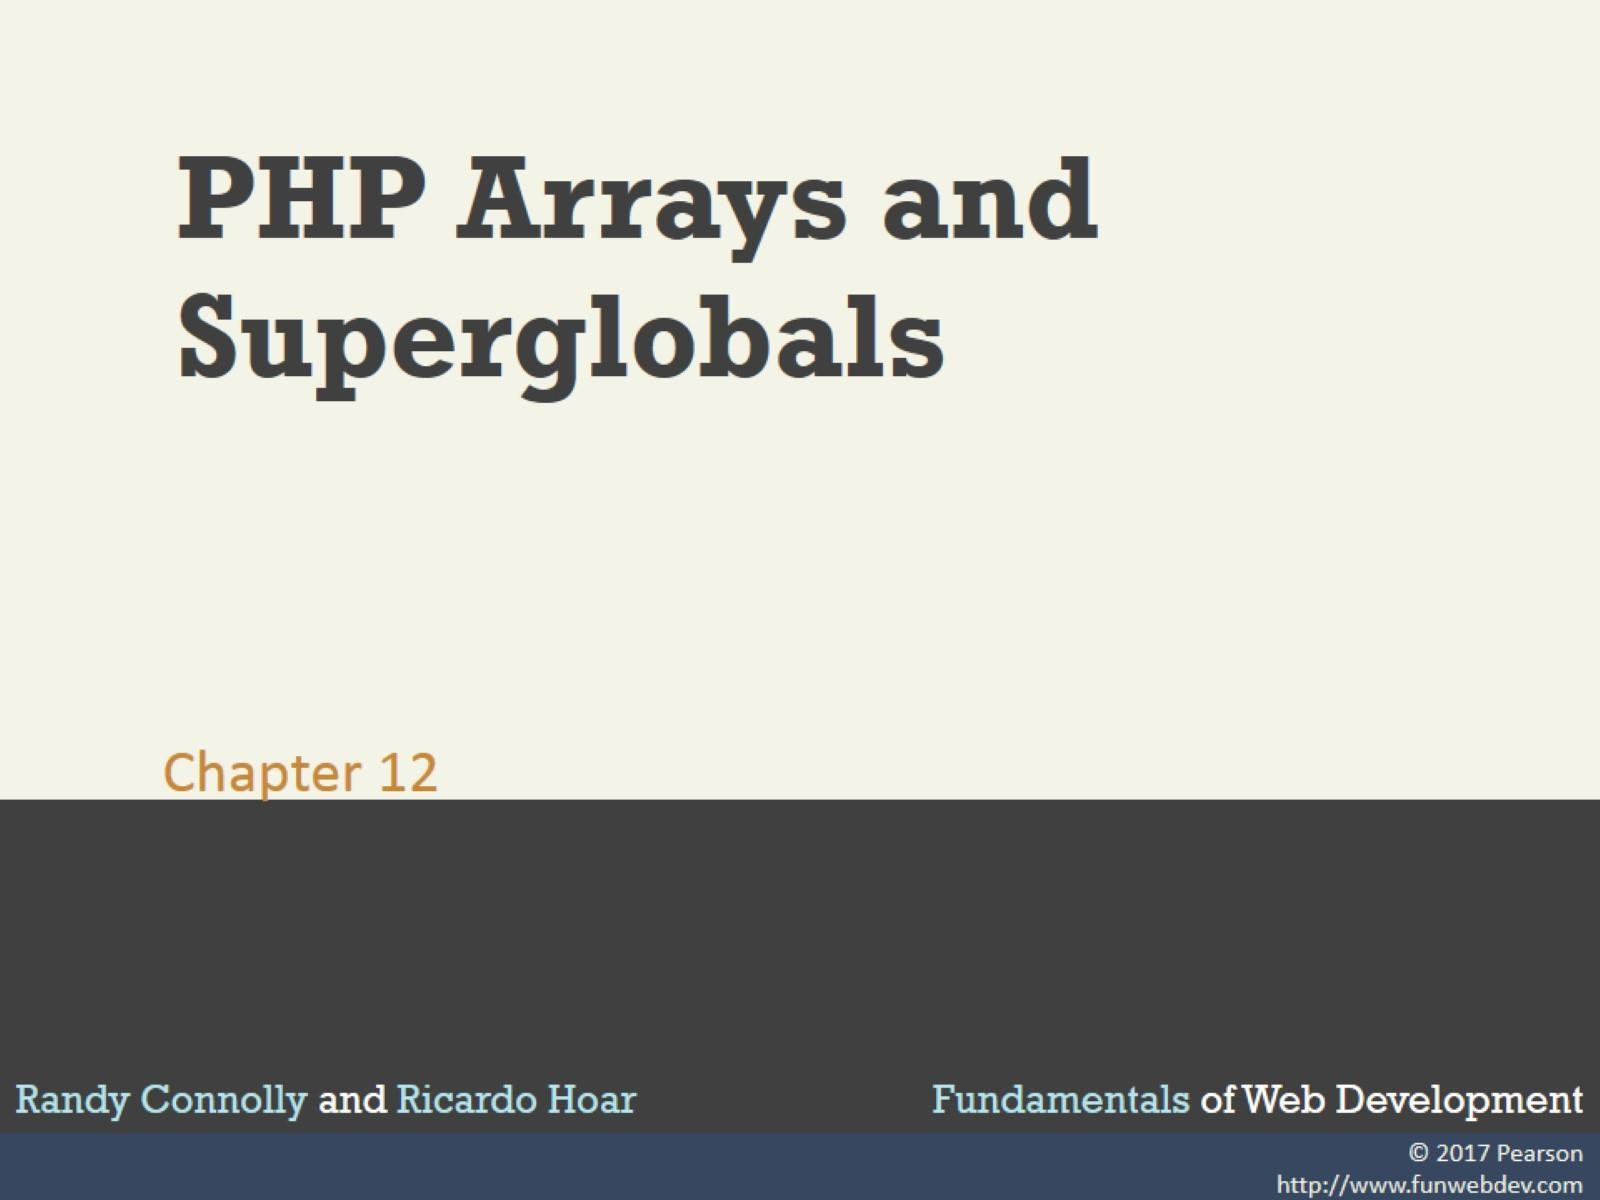 PHP Arrays and
Superglobals
Chapter 12
Randy Connolly and Ricardo Hoar
Fundamentals of Web Development
© 2017 Pearson
http://www.funwebdev.com